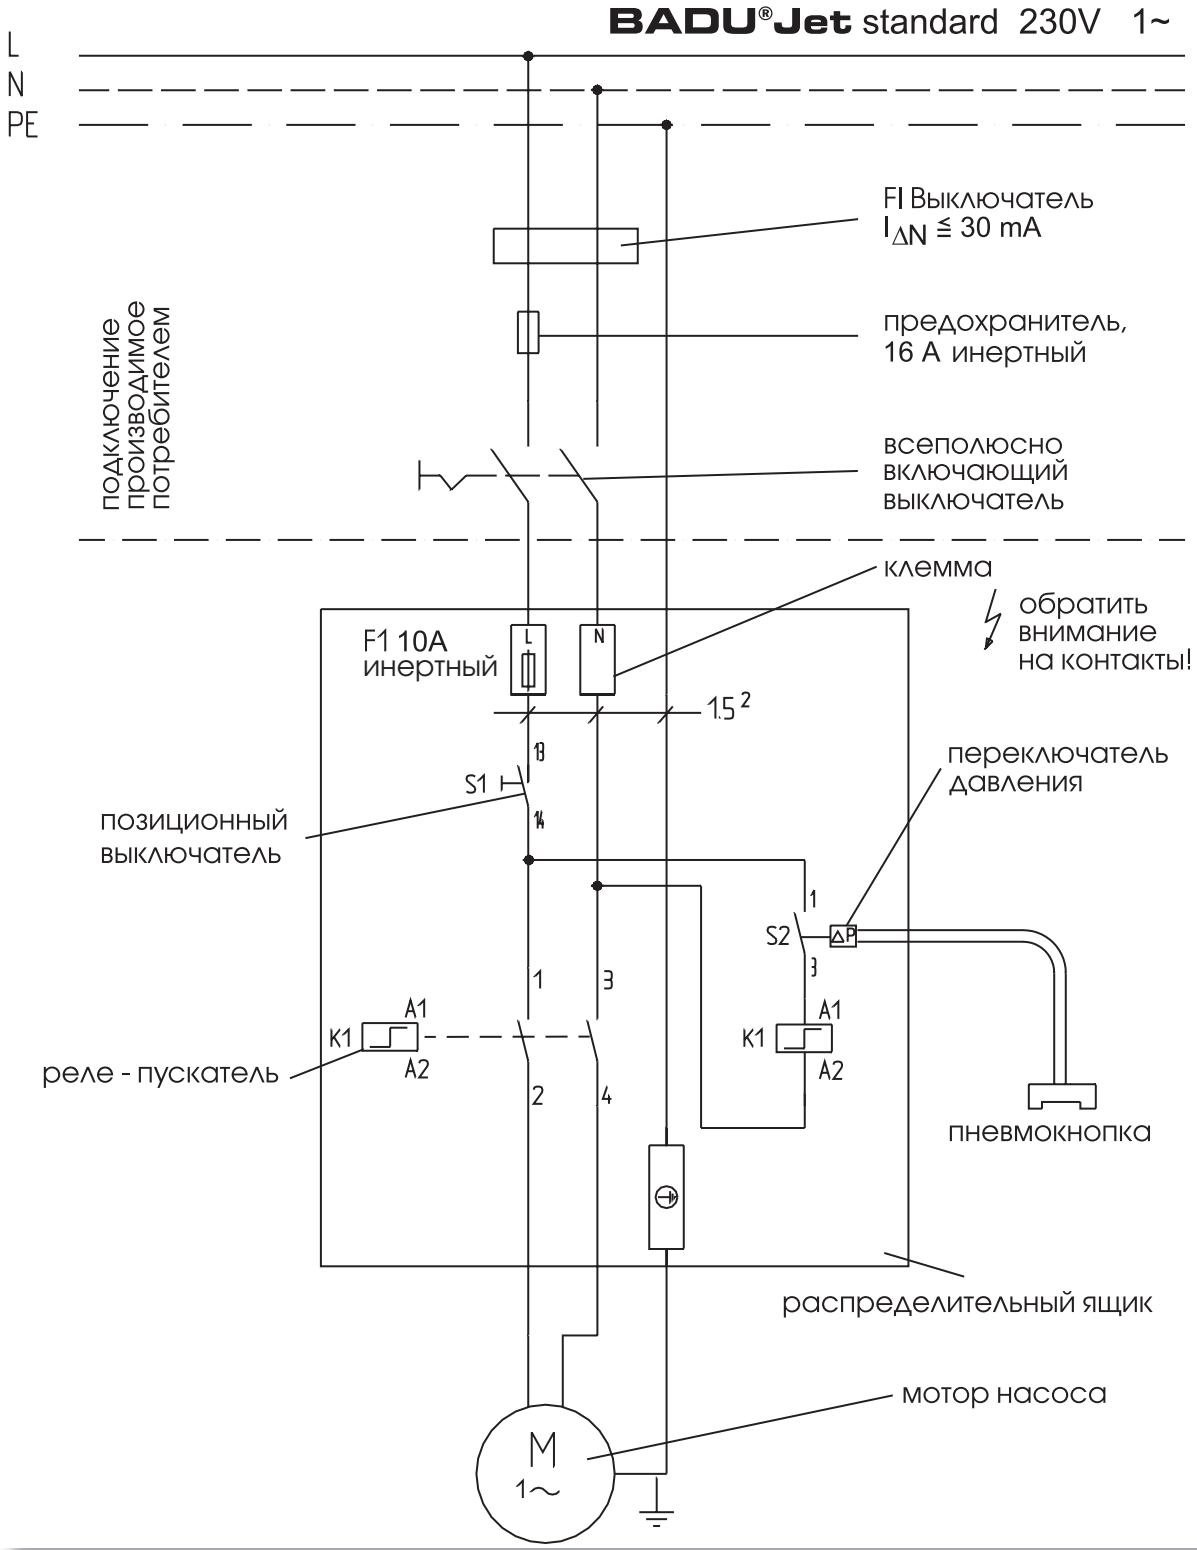 BADU®Jet standard 230V 1~
L
N
PE
FI Выключатель
I∆N ≦ 30 mA
подключение
производимое
потребителем
предохранитель,
16 A инертный
всеполюсно
включающий
выключатель
клемма
обратить
внимание
на контакты!
F1 10A
инертный
L
N
1.5²
13
S1
14
переключатель
давления
позиционный
выключатель
1
S2
∆P
3
1
3
A1
K1
A2
A1
K1
A2
реле - пускатель
2
4
пневмокнопка
распределительный ящик
мотор насоса
M
1~